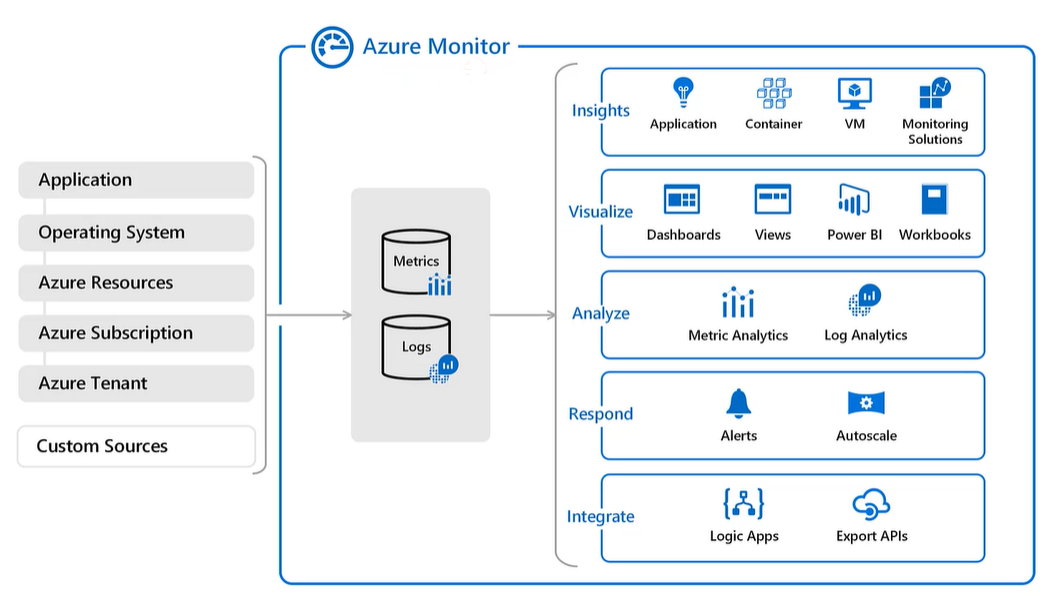 Azure Monitor
Application
Operating System
Azure Resources
Azure Subscription
Azure Tenant
Custom Sources
Metrics
Logs
Insights
Application
Container
VM
Monitoring
Solutions
Visualize
Dashboards
Views
Power BI
Workbooks
Analyze
Metric Analytics
Log Analytics
Respond
Alerts
Autoscale
Integrate
Logic Apps
Export APIs